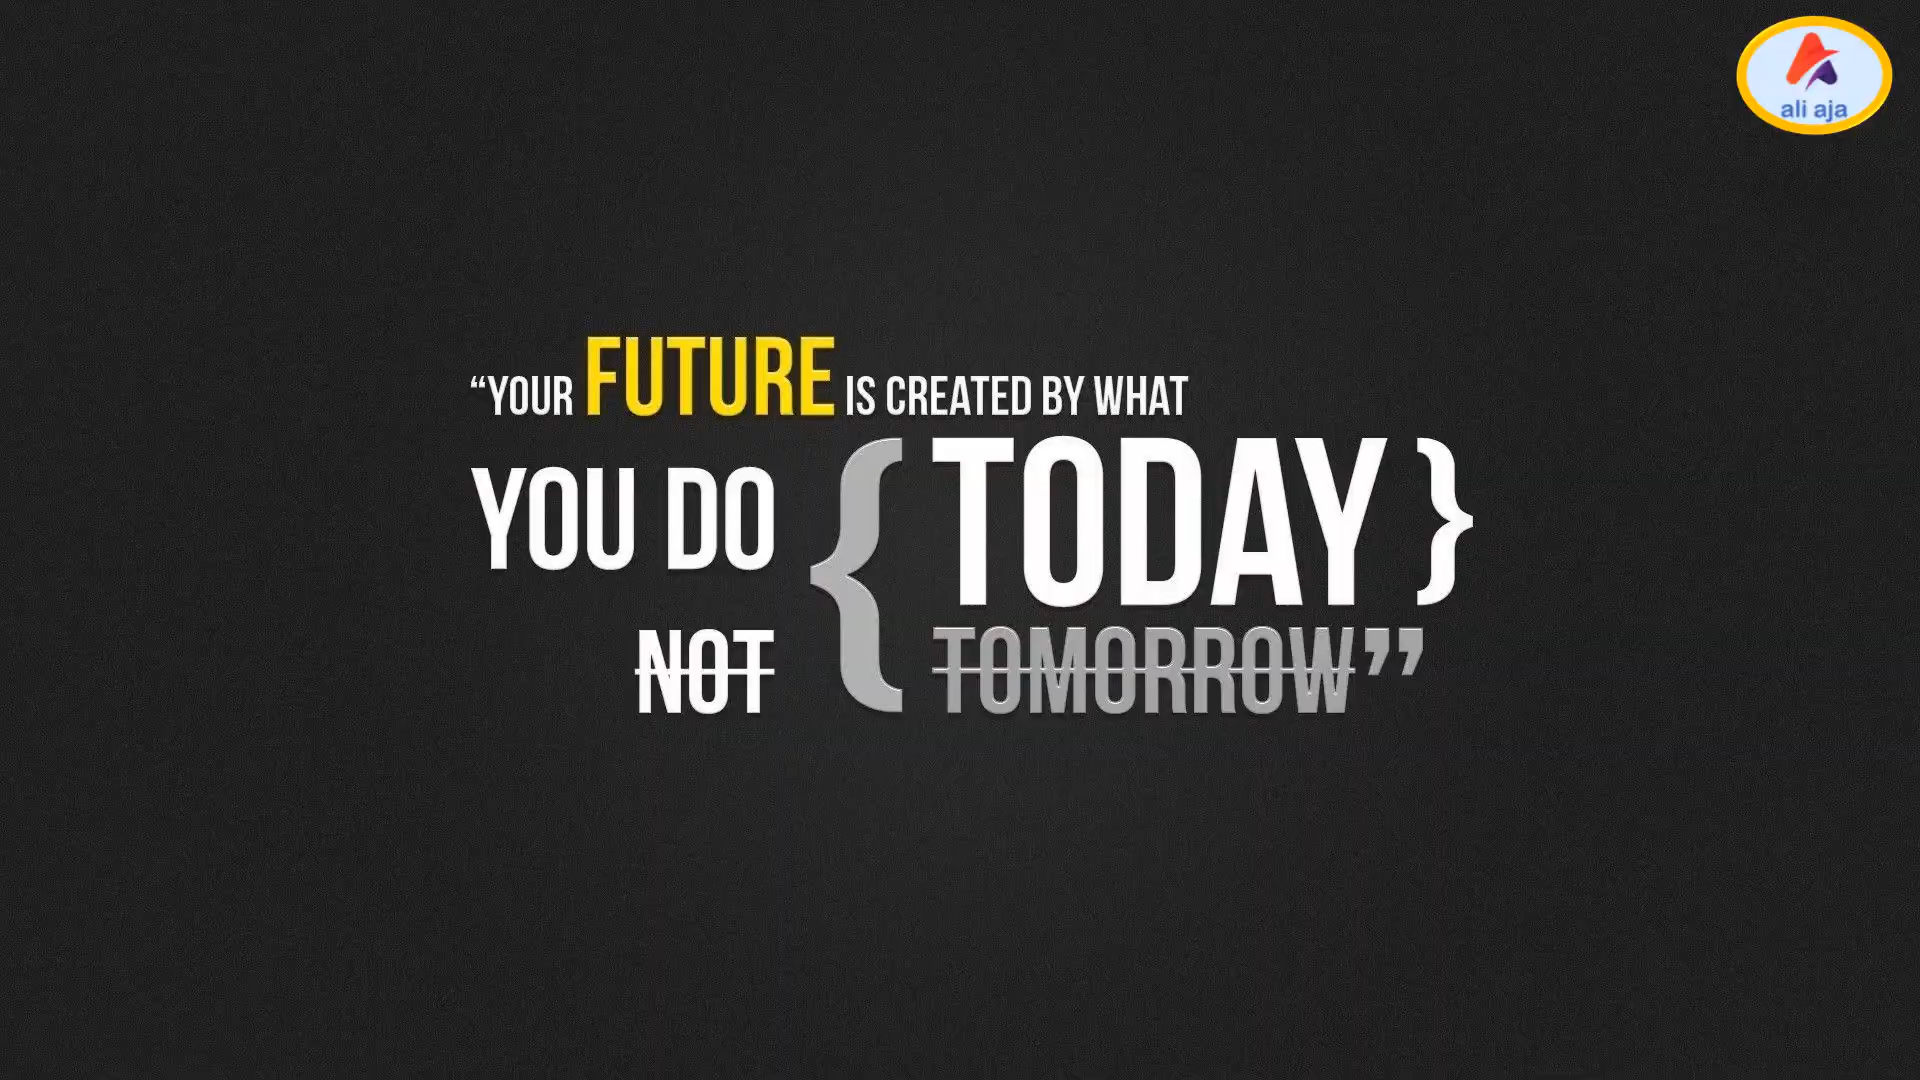 “YOUR FUTURE IS CREATED BY WHAT
YOU DO { TODAY }
NOT TOMORROW”
ali aja